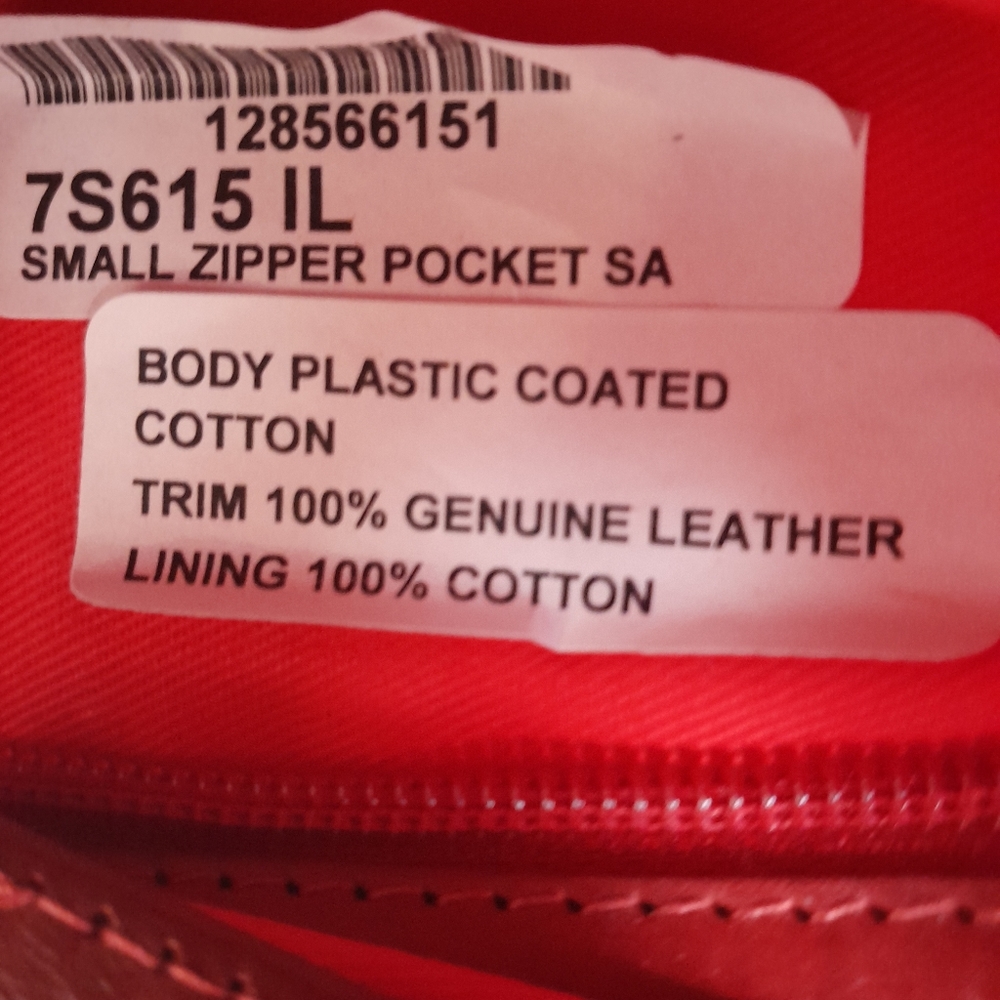 128566151
7S615 IL
SMALL ZIPPER POCKET SA
BODY PLASTIC COATED
COTTON
TRIM 100% GENUINE LEATHER
LINING 100% COTTON